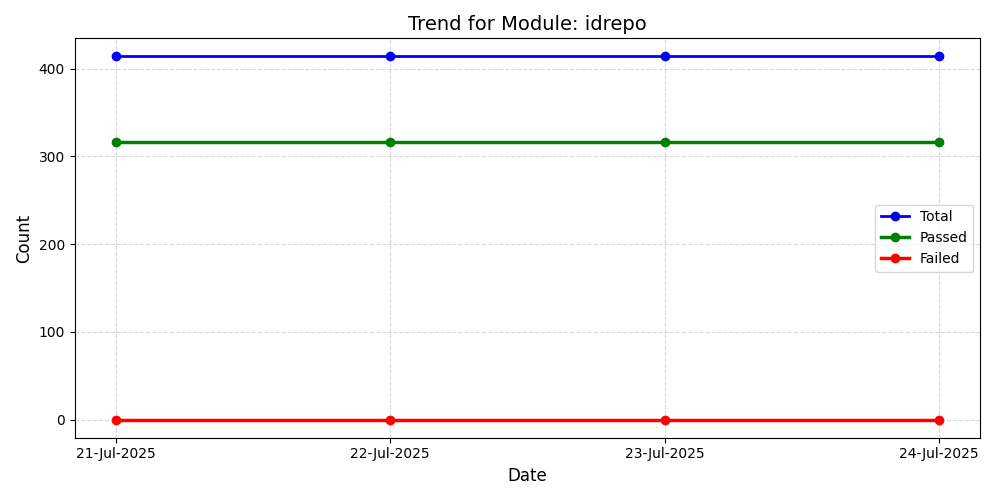 Trend for Module: idrepo
400
300
200
100
0
Count
Total
Passed
Failed
21-Jul-2025
22-Jul-2025
23-Jul-2025
24-Jul-2025
Date